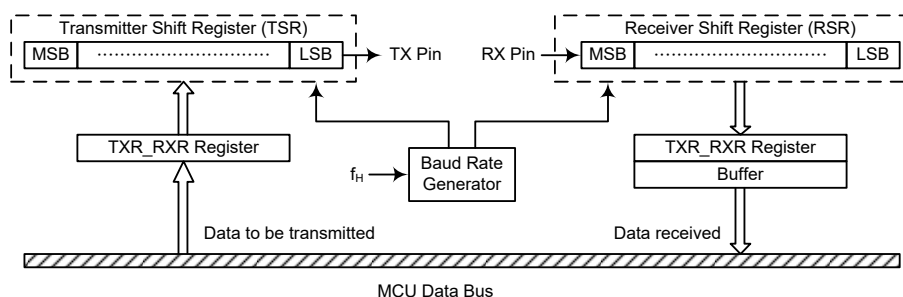 Transmitter Shift Register (TSR)
MSB
LSB
TX Pin
RX Pin
Receiver Shift Register (RSR)
MSB
LSB
TXR_RXR Register
fH
Baud Rate
Generator
TXR_RXR Register
Buffer
Data to be transmitted
Data received
MCU Data Bus